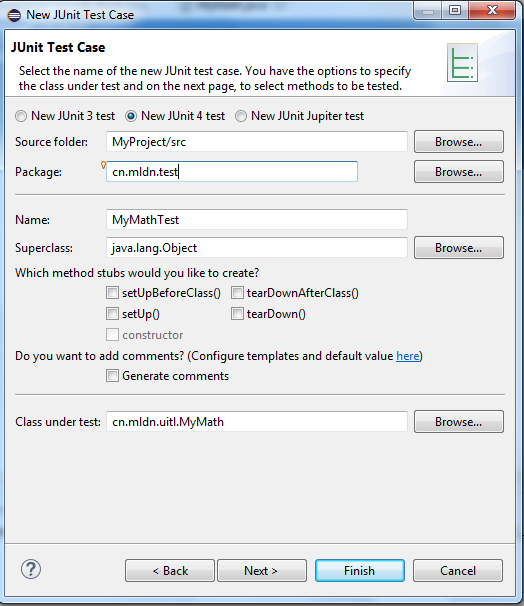 New JUnit Test Case
JUnit Test Case
Select the name of the new JUnit test case. You have the options to specify
the class under test and on the next page, to select methods to be tested.
New JUnit 3 test New JUnit 4 test New JUnit Jupiter test
Source folder: MyProject/src Browse...
Package: cn.mldn.test Browse...
Name: MyMathTest
Superclass: java.lang.Object Browse...
Which method stubs would you like to create?
setUpBeforeClass() tearDownAfterClass()
setUp() tearDown()
constructor
Do you want to add comments? (Configure templates and default value here)
Generate comments
Class under test: cn.mldn.uitl.MyMath Browse...
? < Back Next > Finish Cancel